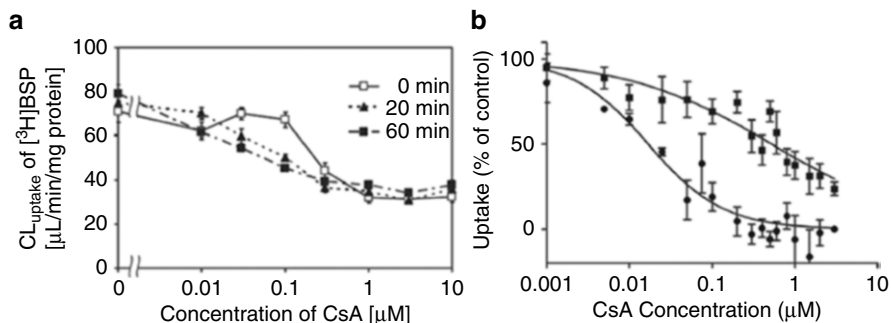 a
CL uptake of [³H]BSP
[µL/min/mg protein]
100
80
60
40
20
0
0 min
20 min
60 min
0 0.01 0.1 1 10
Concentration of CsA [µM]
b
Uptake (% of control)
100
50
0
0.001 0.01 0.1 1 10
CsA Concentration (µM)